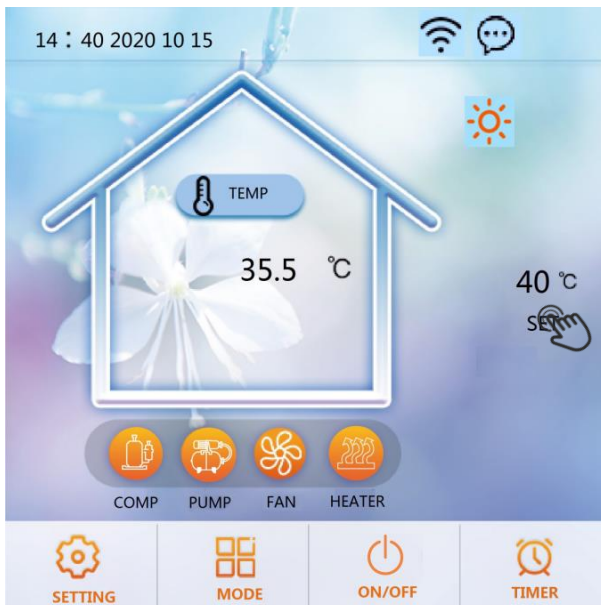 14：40 2020 10 15
TEMP
35.5 ℃
40 ℃
SET
COMP PUMP FAN HEATER
SETTING MODE ON/OFF TIMER